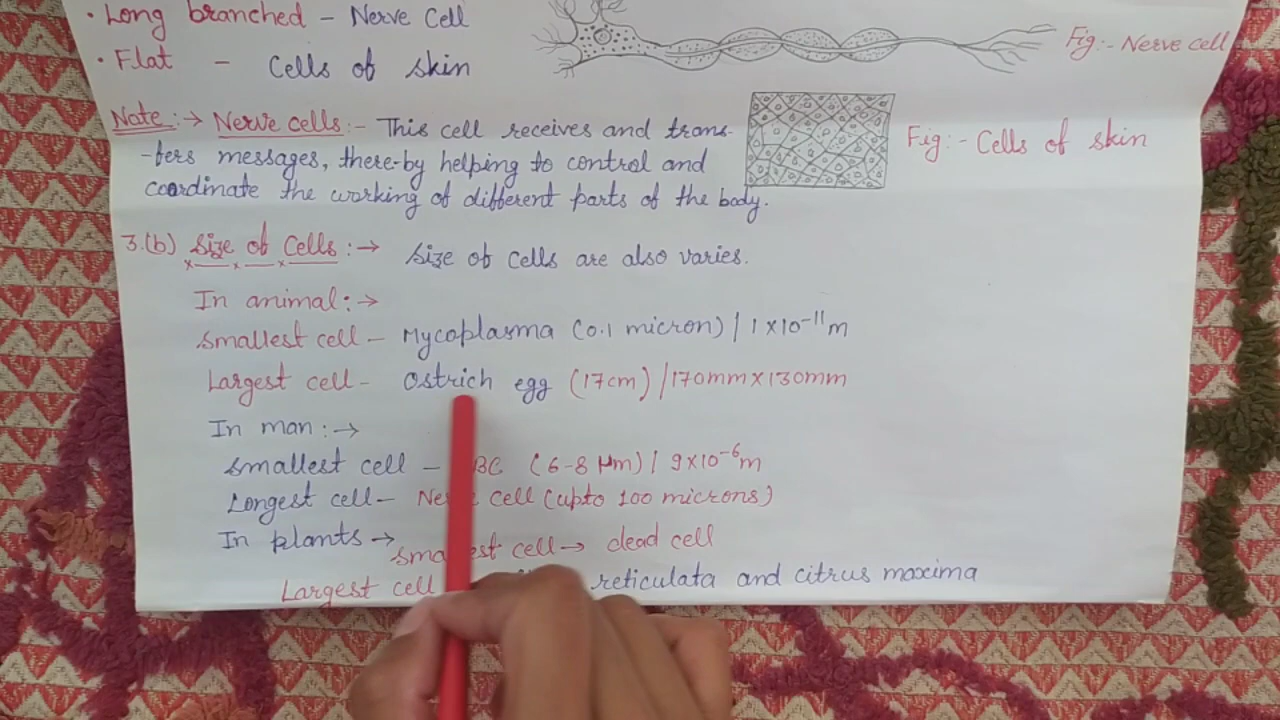 • Long branched - Nerve Cell
• Flat - Cells of skin
Fig:- Nerve cell
Note:→ Nerve cells:- This cell receives and trans-
-fers messages, there-by helping to control and
coordinate the working of different parts of the body.
Fig:- Cells of skin
3.(b) Size of Cells:→ Size of cells are also varies.
In animal:→
Smallest cell - Mycoplasma (0.1 micron) / 1×10⁻¹¹m
Largest cell - Ostrich egg (17cm) / 170mm×130mm
In man:→
Smallest cell - BC (6-8 μm) / 9×10⁻⁶m
Longest cell - cell (upto 100 microns)
In plants →
Smallest cell → dead cell
Largest cell reticulata and citrus maxima